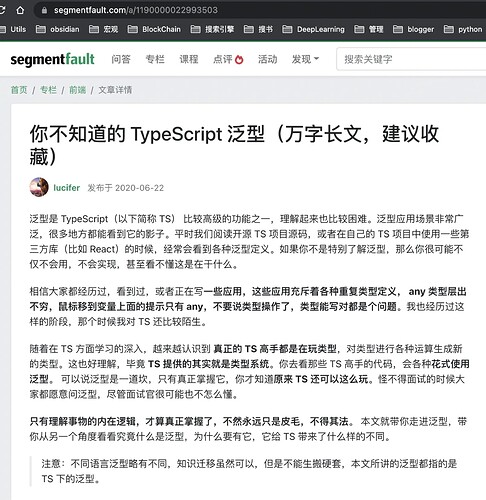 segmentfault.com/a/1190000022993503
Utils obsidian 宏观 BlockChain 搜索引擎 搜书 DeepLearning 管理 blogger python
segmentfault 问答 专栏 课程 点评 活动 发现 搜索关键字
首页 / 专栏 / 前端 / 文章详情
你不知道的 TypeScript 泛型（万字长文，建议收
藏）
lucifer 发布于 2020-06-22
泛型是 TypeScript（以下简称 TS） 比较高级的功能之一，理解起来也比较困难。泛型应用场景非常广
泛，很多地方都能看到它的影子。平时我们阅读开源 TS 项目源码，或者在自己的 TS 项目中使用一些第
三方库（比如 React）的时候，经常会看到各种泛型定义。如果你不是特别了解泛型，那么你很可能不
仅不会用，不会实现，甚至看不懂这是在干什么。
相信大家都经历过，看到过，或者正在写一些应用，这些应用充斥着各种重复类型定义， any 类型层出
不穷，鼠标移到变量上面的提示只有 any，不要说类型操作了，类型能写对都是个问题。我也经历过这
样的阶段，那个时候我对 TS 还比较陌生。
随着在 TS 方面学习的深入，越来越认识到 真正的 TS 高手都是在玩类型，对类型进行各种运算生成新
的类型。这也好理解，毕竟 TS 提供的其实就是类型系统。你去看那些 TS 高手的代码，会各种花式使用
泛型。 可以说泛型是一道坎，只有真正掌握它，你才知道原来 TS 还可以这么玩。怪不得面试的时候大
家都愿意问泛型，尽管面试官很可能也不怎么懂。
只有理解事物的内在逻辑，才算真正掌握了，不然永远只是皮毛，不得其法。 本文就带你走进泛型，带
你从另一个角度看看究竟什么是泛型，为什么要有它，它给 TS 带来了什么样的不同。
注意：不同语言泛型略有不同，知识迁移虽然可以，但是不能生搬硬套，本文所讲的泛型都指的是
TS 下的泛型。